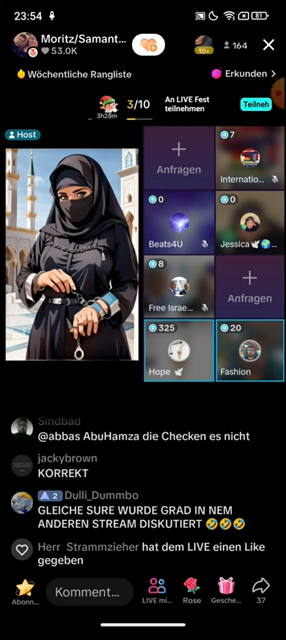 23:54
81
Moritz/Samant...
53.0K
10+
164
Wöchentliche Rangliste
Erkunden >
3h28m
3/10
An LIVE Fest
teilnehmen
Teilneh
Host
Anfragen
7
Internatio...
0
Beats4U
0
Jessica🕊🌍...
8
Free Israe...
Anfragen
325
Hope 🕊
20
Fashion
Sindbad
@abbas AbuHamza die Checken es nicht
jackybrown
KORREKT
A 2 Dulli_Dummbo
GLEICHE SURE WURDE GRAD IN NEM
ANDEREN STREAM DISKUTIERT 🤣🤣🤣
Herr Strammzieher hat dem LIVE einen Like
gegeben
Abonn...
Komment...
LIVE mi...
Rose
Gesche...
37